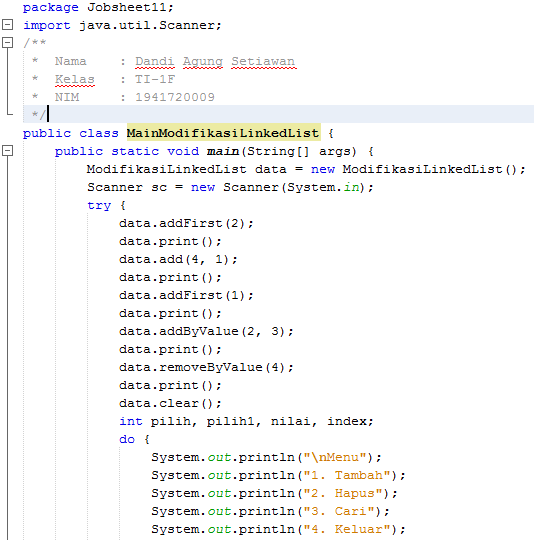 package Jobsheet11;
import java.util.Scanner;
/**
 *  Nama    : Dandi Agung Setiawan
 *  Kelas   : TI-1F
 *  NIM     : 1941720009
 */
public class MainModifikasiLinkedList {
    public static void main(String[] args) {
        ModifikasiLinkedList data = new ModifikasiLinkedList();
        Scanner sc = new Scanner(System.in);
        try {
            data.addFirst(2);
            data.print();
            data.add(4, 1);
            data.print();
            data.addFirst(1);
            data.print();
            data.addByValue(2, 3);
            data.print();
            data.removeByValue(4);
            data.print();
            data.clear();
            int pilih, pilih1, nilai, index;
            do {
                System.out.println("\nMenu");
                System.out.println("1. Tambah");
                System.out.println("2. Hapus");
                System.out.println("3. Cari");
                System.out.println("4. Keluar");